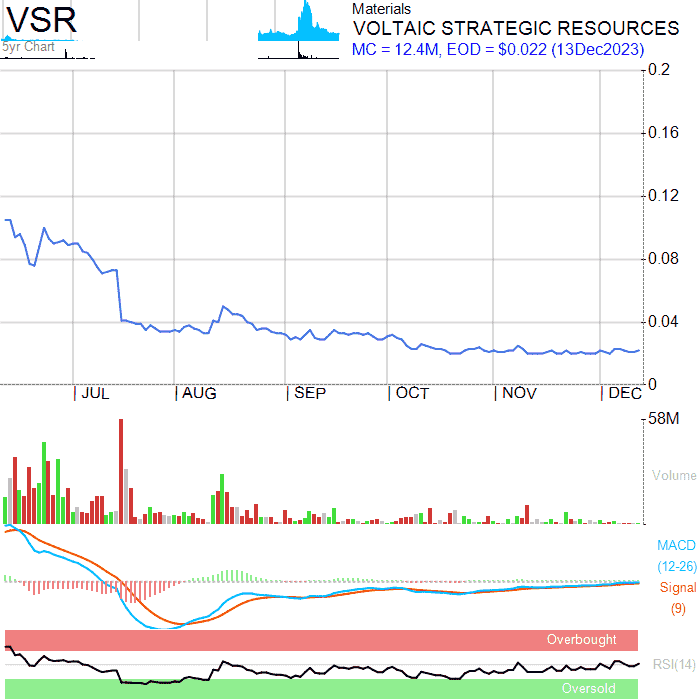 VSR
5yr Chart
Materials
VOLTAIC STRATEGIC RESOURCES
MC = 12.4M, EOD = $0.022 (13Dec2023)
0.2
0.16
0.12
0.08
0.04
0
JUL AUG SEP OCT NOV DEC
58M
Volume
MACD
(12-26)
Signal
(9)
Overbought
RSI(14)
Oversold